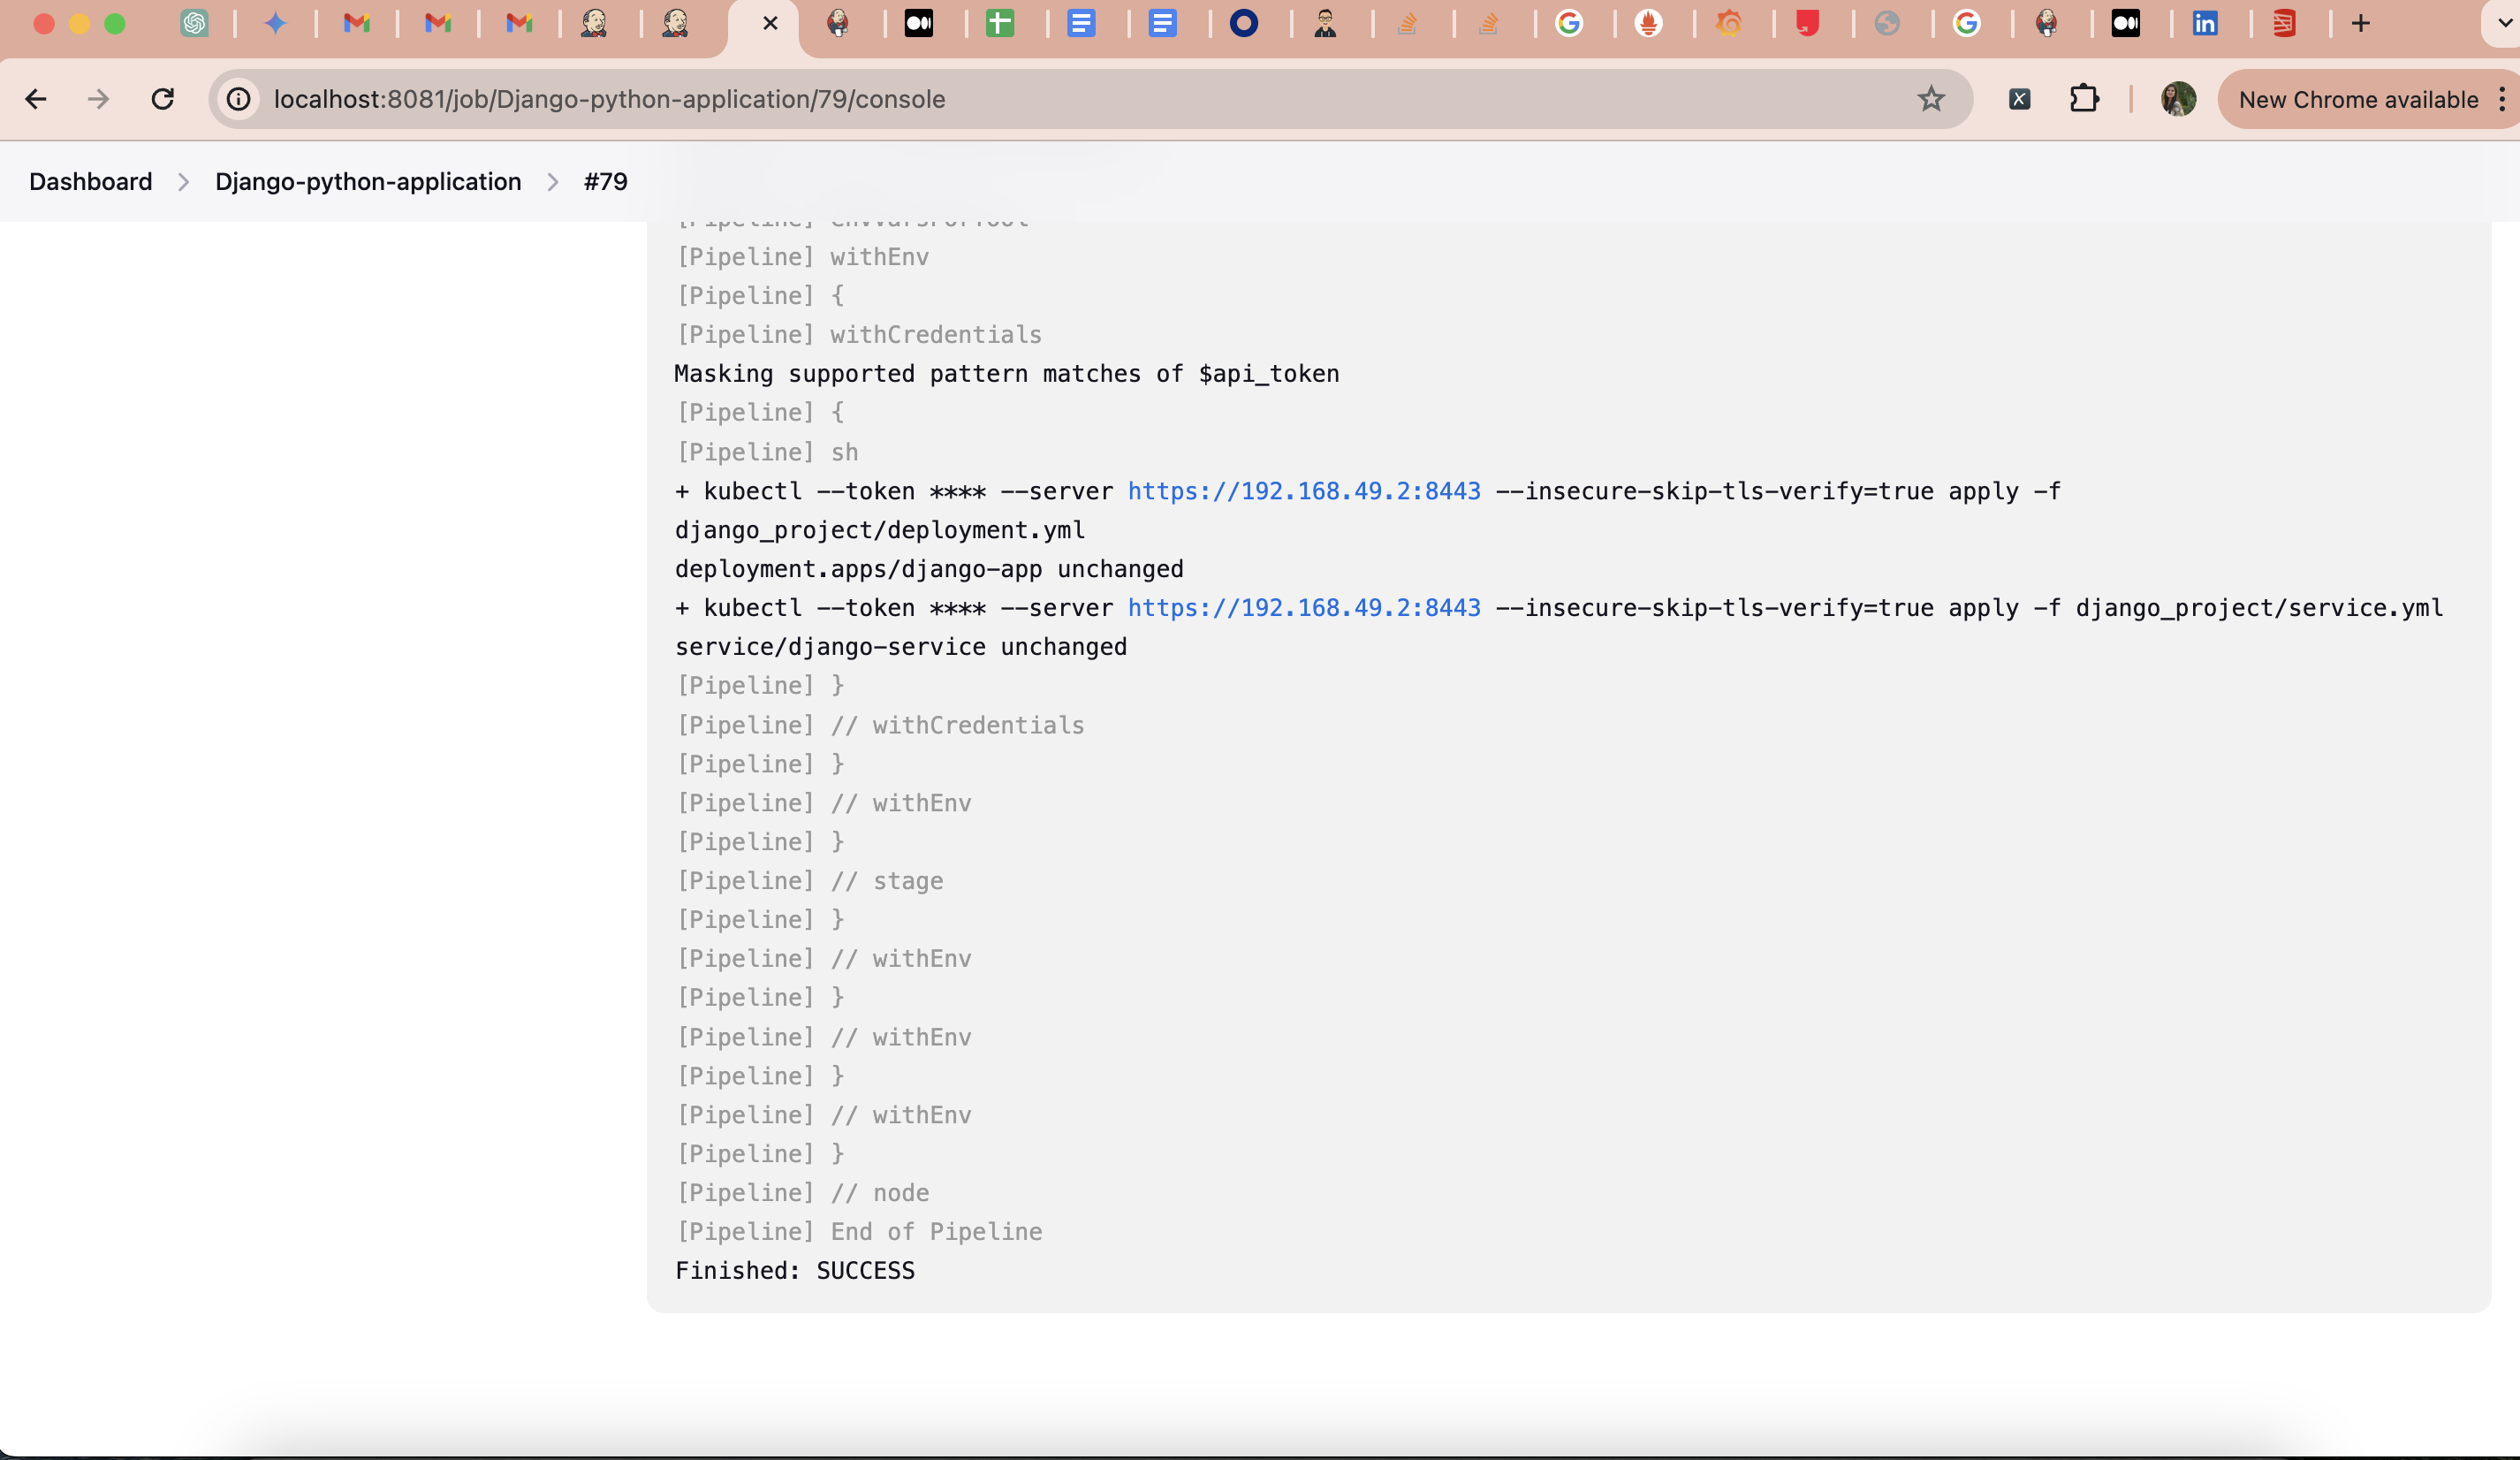 localhost:8081/job/Django-python-application/79/console
New Chrome available
Dashboard > Django-python-application > #79
[Pipeline] envVarsForTool
[Pipeline] withEnv
[Pipeline] {
[Pipeline] withCredentials
Masking supported pattern matches of $api_token
[Pipeline] {
[Pipeline] sh
+ kubectl --token **** --server https://192.168.49.2:8443 --insecure-skip-tls-verify=true apply -f
django_project/deployment.yml
deployment.apps/django-app unchanged
+ kubectl --token **** --server https://192.168.49.2:8443 --insecure-skip-tls-verify=true apply -f django_project/service.yml
service/django-service unchanged
[Pipeline] }
[Pipeline] // withCredentials
[Pipeline] }
[Pipeline] // withEnv
[Pipeline] }
[Pipeline] // stage
[Pipeline] }
[Pipeline] // withEnv
[Pipeline] }
[Pipeline] // withEnv
[Pipeline] }
[Pipeline] // withEnv
[Pipeline] }
[Pipeline] // node
[Pipeline] End of Pipeline
Finished: SUCCESS